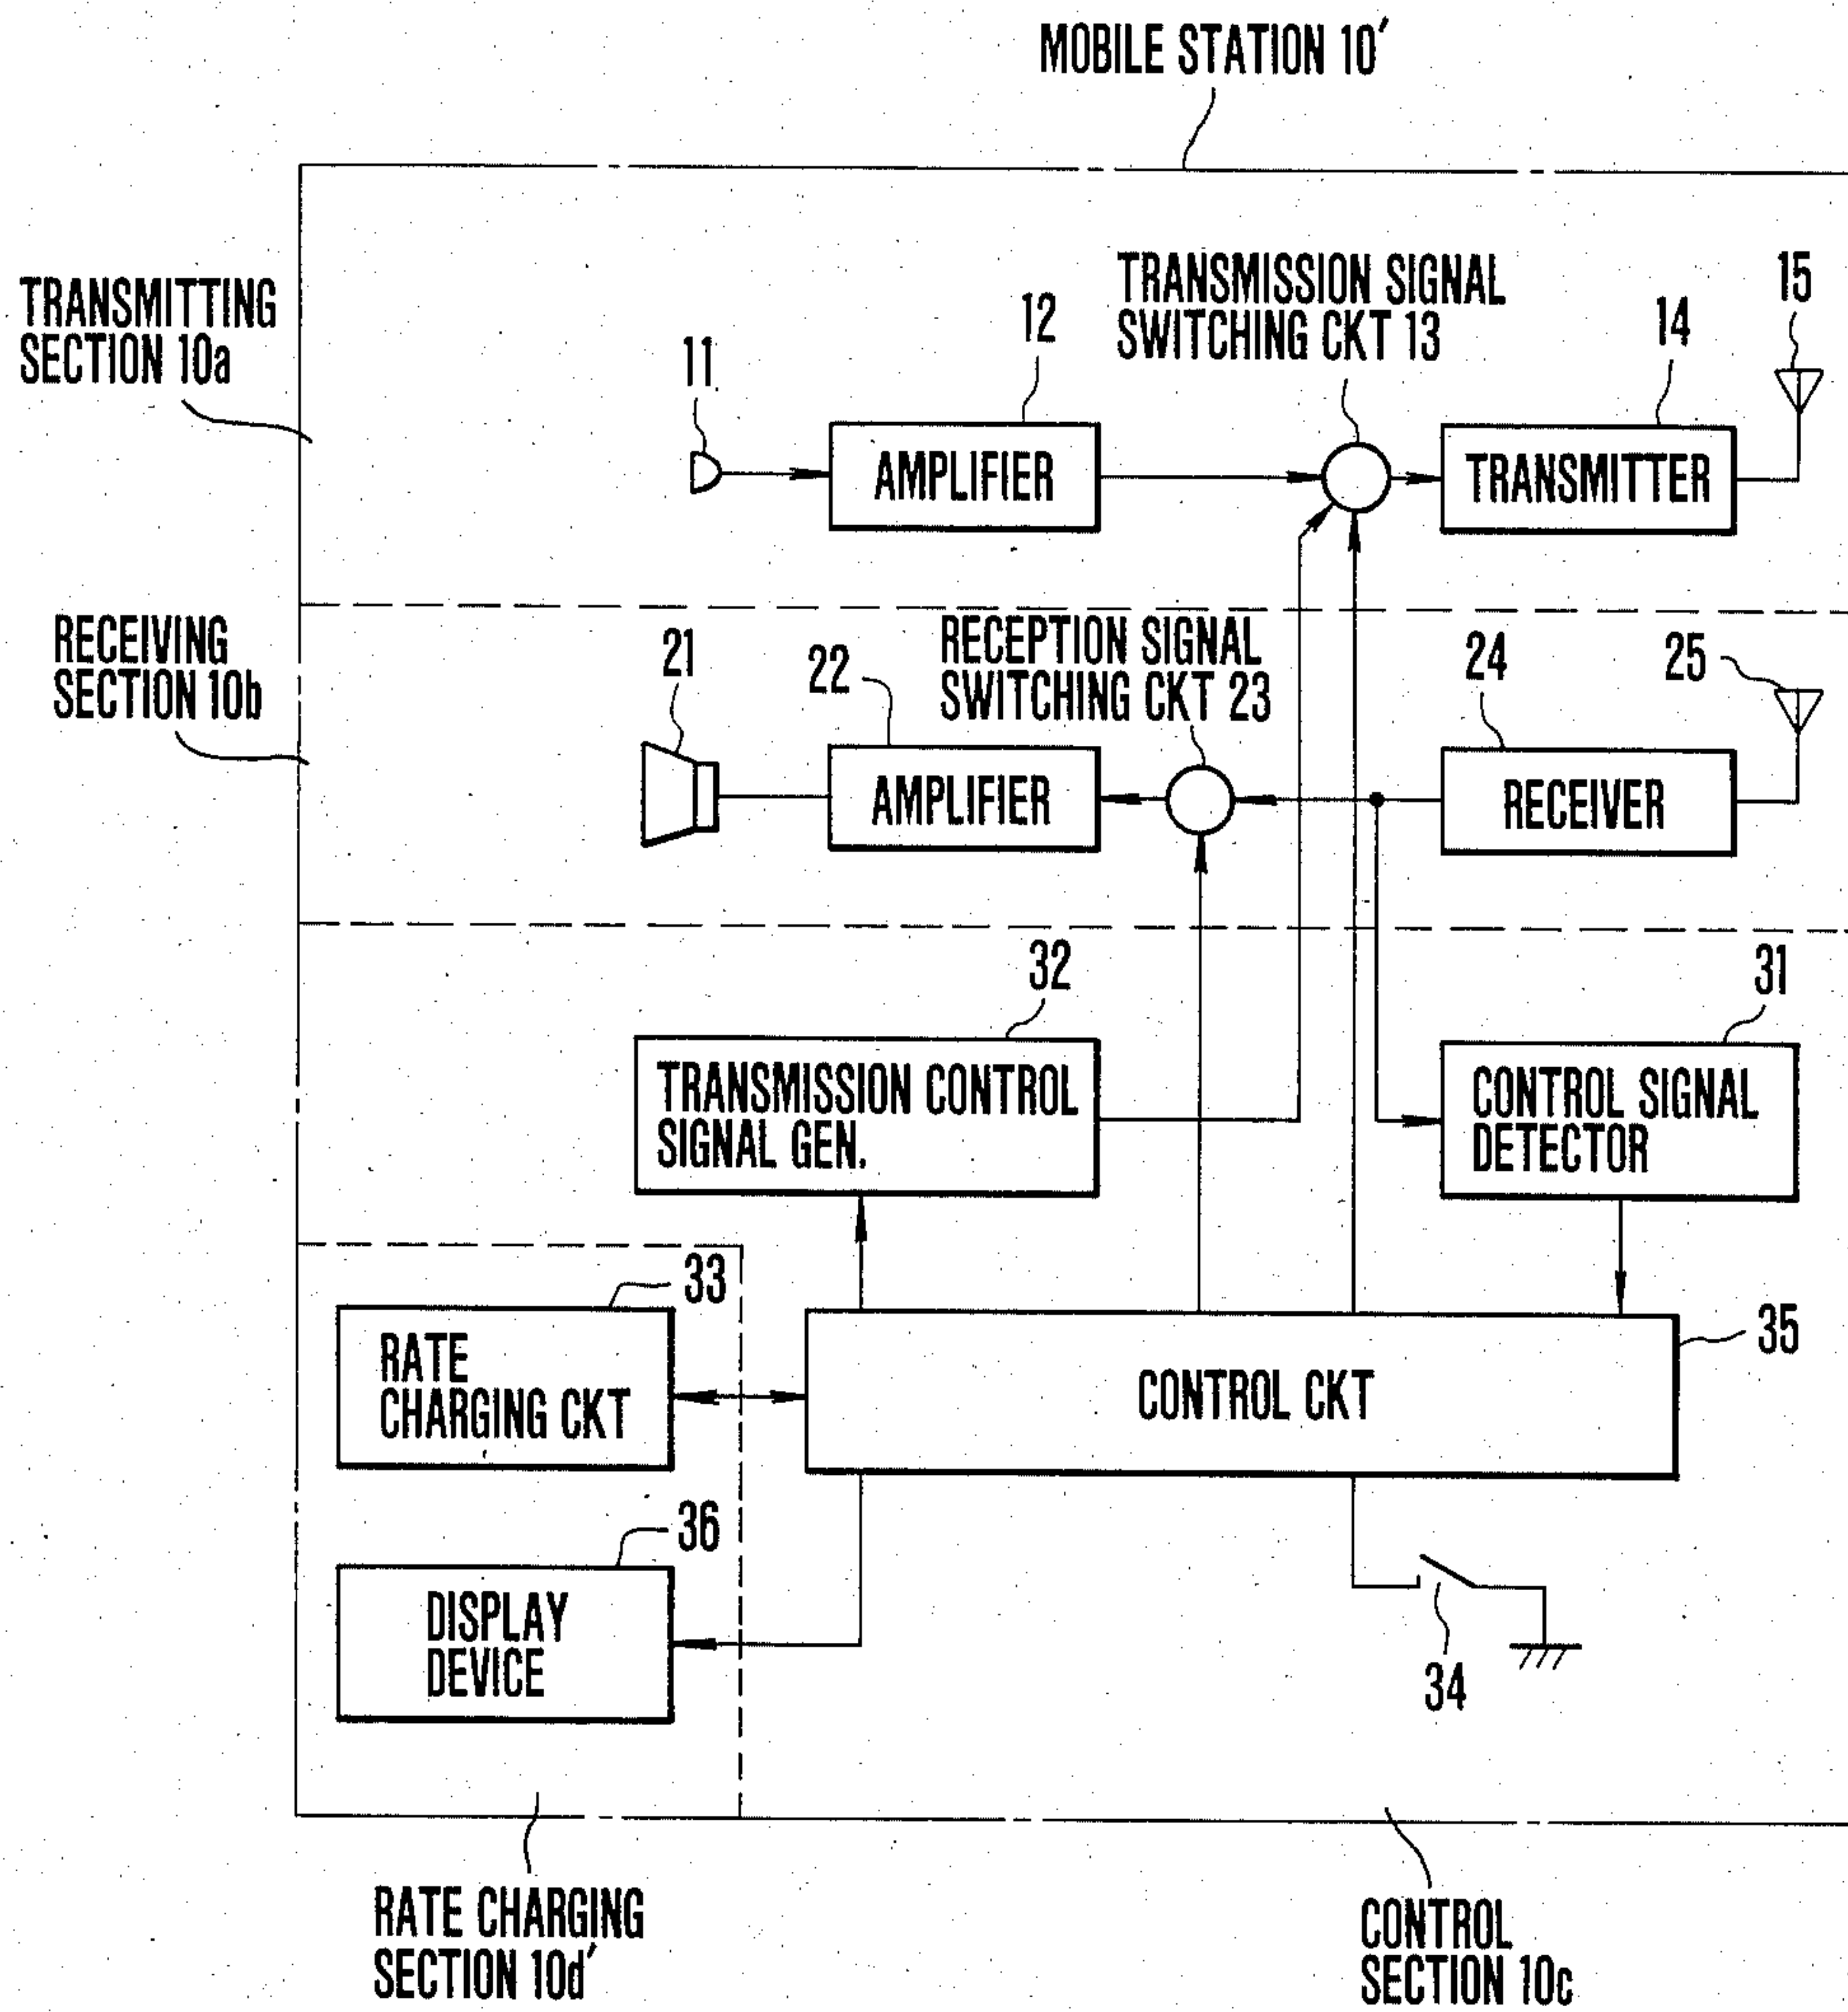 MOBILE STATION 10′
TRANSMITTING
SECTION 10a
11
12
TRANSMISSION SIGNAL
SWITCHING CKT 13
14
15
AMPLIFIER
TRANSMITTER
RECEIVING
SECTION 10b
21
22
RECEPTION SIGNAL
SWITCHING CKT 23
24
25
AMPLIFIER
RECEIVER
32
31
TRANSMISSION CONTROL
SIGNAL GEN.
CONTROL SIGNAL
DETECTOR
33
35
RATE
CHARGING CKT
CONTROL CKT
36
DISPLAY
DEVICE
34
RATE CHARGING
SECTION 10d′
CONTROL
SECTION 10c